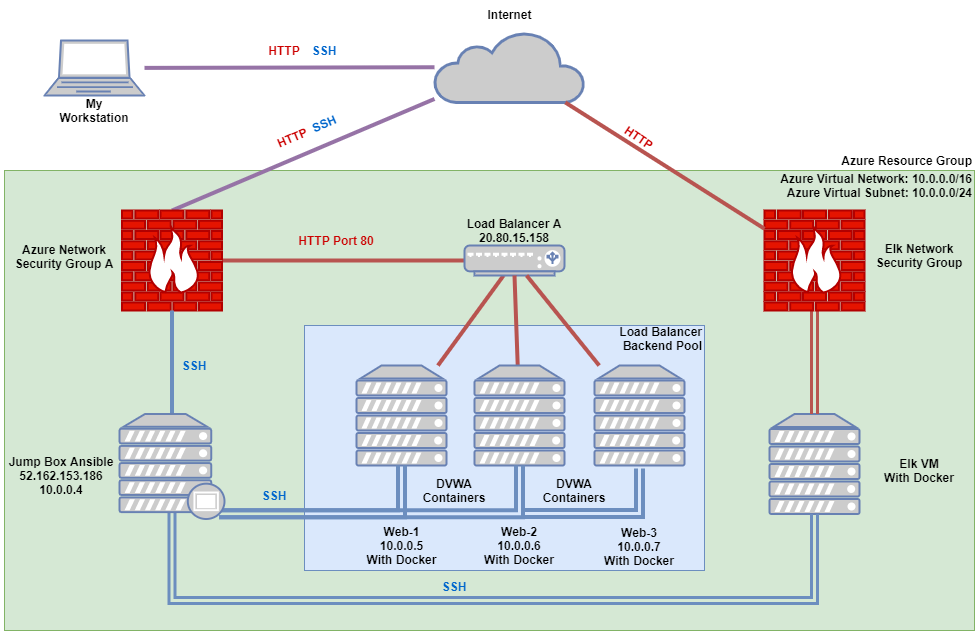 Internet
HTTP SSH
My
Workstation
HTTP SSH
HTTP
Azure Resource Group
Azure Virtual Network: 10.0.0.0/16
Azure Virtual Subnet: 10.0.0.0/24
Azure Network
Security Group A
HTTP Port 80
Load Balancer A
20.80.15.158
Elk Network
Security Group
Load Balancer
Backend Pool
SSH
Jump Box Ansible
52.162.153.186
10.0.0.4
SSH
DVWA
Containers
DVWA
Containers
Elk VM
With Docker
Web-1
10.0.0.5
With Docker
Web-2
10.0.0.6
With Docker
Web-3
10.0.0.7
With Docker
SSH